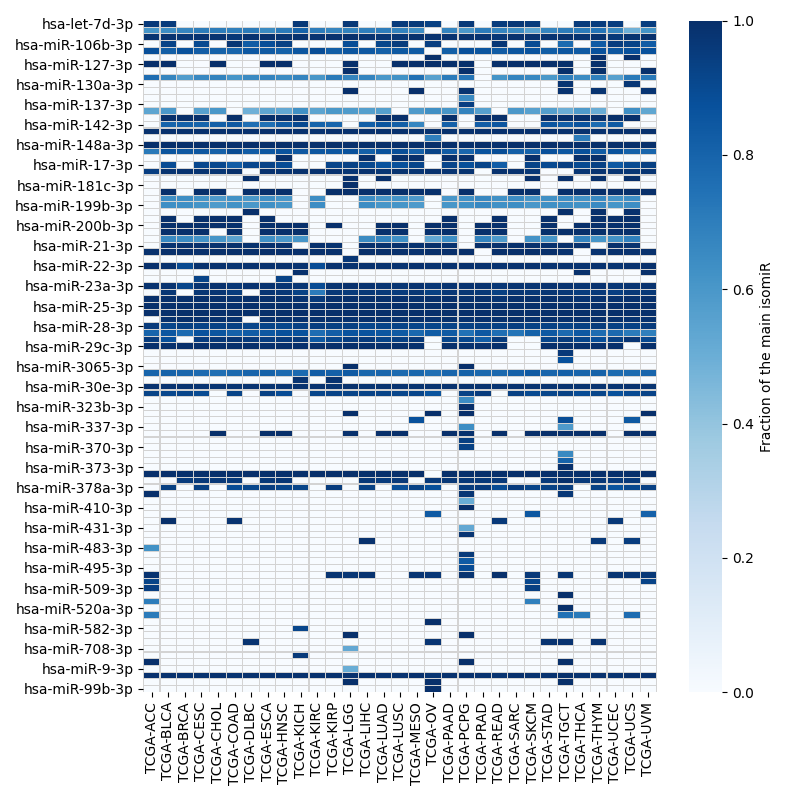 hsa-let-7d-3p
hsa-miR-106b-3p
hsa-miR-127-3p
hsa-miR-130a-3p
hsa-miR-137-3p
hsa-miR-142-3p
hsa-miR-148a-3p
hsa-miR-17-3p
hsa-miR-181c-3p
hsa-miR-199b-3p
hsa-miR-200b-3p
hsa-miR-21-3p
hsa-miR-22-3p
hsa-miR-23a-3p
hsa-miR-25-3p
hsa-miR-28-3p
hsa-miR-29c-3p
hsa-miR-3065-3p
hsa-miR-30e-3p
hsa-miR-323b-3p
hsa-miR-337-3p
hsa-miR-370-3p
hsa-miR-373-3p
hsa-miR-378a-3p
hsa-miR-410-3p
hsa-miR-431-3p
hsa-miR-483-3p
hsa-miR-495-3p
hsa-miR-509-3p
hsa-miR-520a-3p
hsa-miR-582-3p
hsa-miR-708-3p
hsa-miR-9-3p
hsa-miR-99b-3p
TCGA-ACC
TCGA-BLCA
TCGA-BRCA
TCGA-CESC
TCGA-CHOL
TCGA-COAD
TCGA-DLBC
TCGA-ESCA
TCGA-HNSC
TCGA-KICH
TCGA-KIRC
TCGA-KIRP
TCGA-LGG
TCGA-LIHC
TCGA-LUAD
TCGA-LUSC
TCGA-MESO
TCGA-OV
TCGA-PAAD
TCGA-PCPG
TCGA-PRAD
TCGA-READ
TCGA-SARC
TCGA-SKCM
TCGA-STAD
TCGA-TGCT
TCGA-THCA
TCGA-THYM
TCGA-UCEC
TCGA-UCS
TCGA-UVM
1.0
0.8
0.6
0.4
0.2
0.0
Fraction of the main isomiR